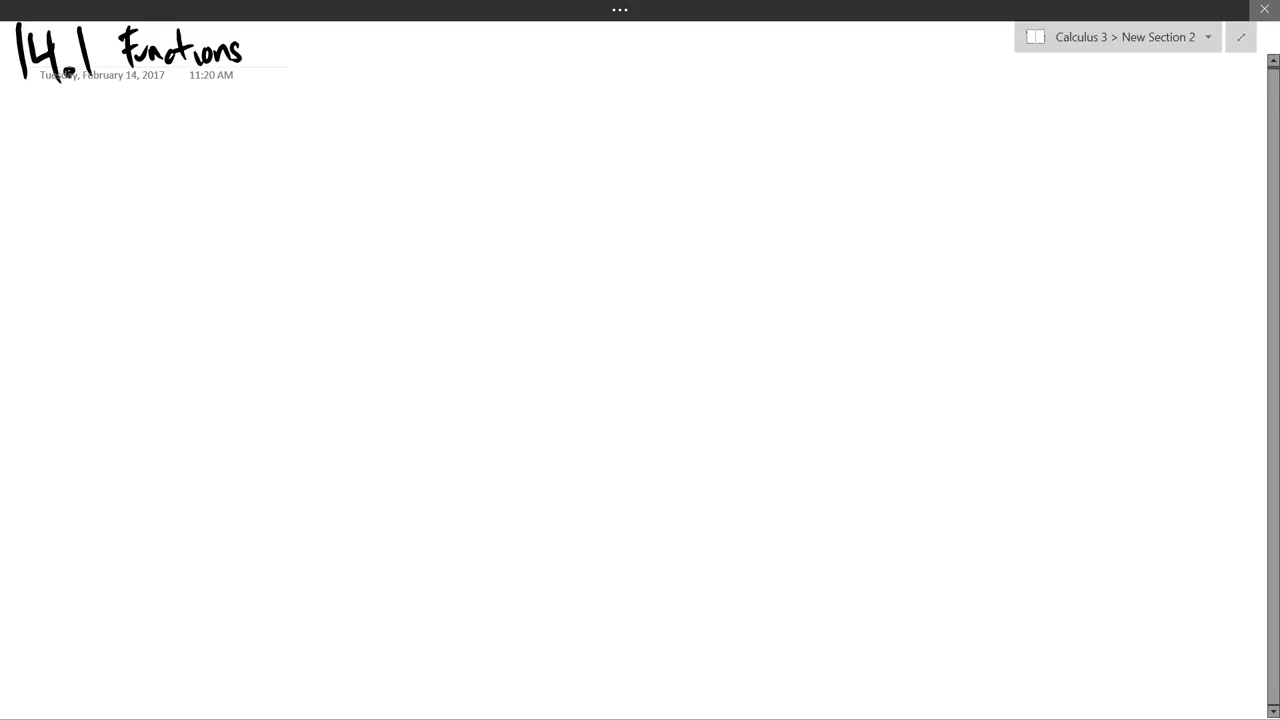 14.1 Functions
Calculus 3 > New Section 2
Tuesday, February 14, 2017 11:20 AM